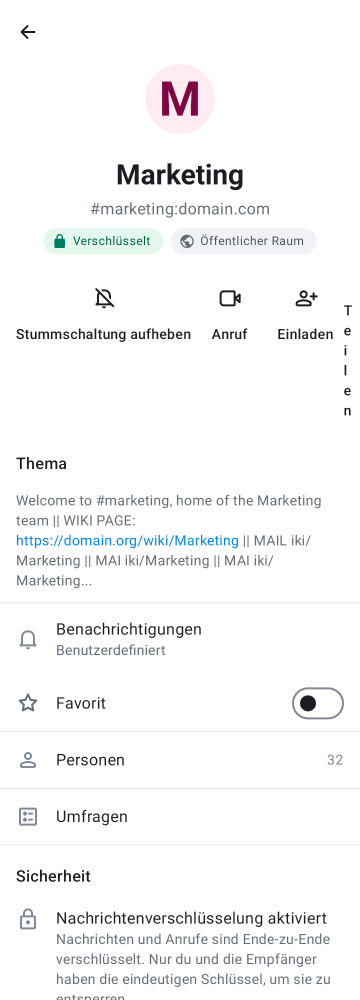 M
Marketing
#marketing:domain.com
Verschlüsselt
Öffentlicher Raum
Stummschaltung aufheben
Anruf
Einladen
T
e
i
l
e
n
Thema
Welcome to #marketing, home of the Marketing
team || WIKI PAGE:
https://domain.org/wiki/Marketing || MAIL iki/
Marketing || MAI iki/Marketing || MAI iki/
Marketing...
Benachrichtigungen
Benutzerdefiniert
Favorit
Personen
32
Umfragen
Sicherheit
Nachrichtenverschlüsselung aktiviert
Nachrichten und Anrufe sind Ende-zu-Ende
verschlüsselt. Nur du und die Empfänger
haben die eindeutigen Schlüssel, um sie zu
entsperren